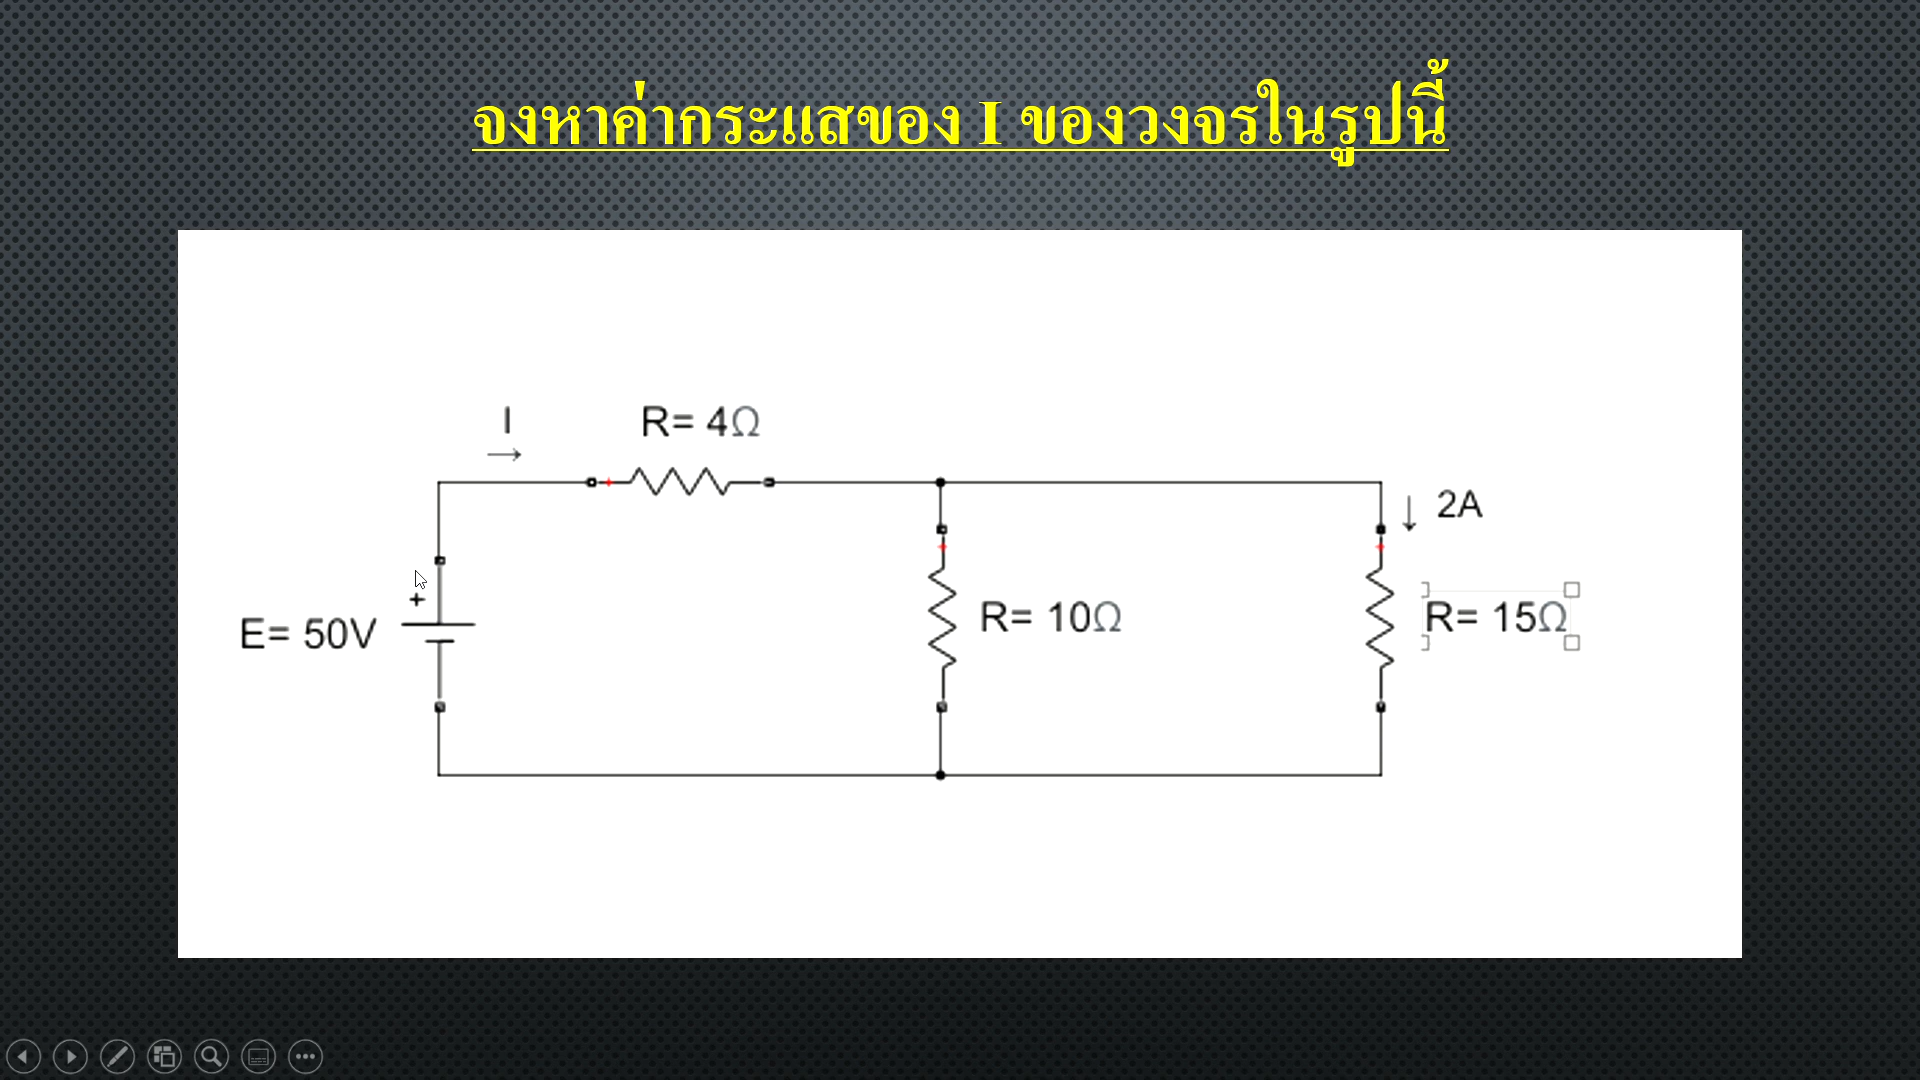 จงหาค่ากระแสของ I ของวงจรในรูปนี้
I
→
R= 4Ω
↓ 2A
+
E= 50V
R= 10Ω
R= 15Ω